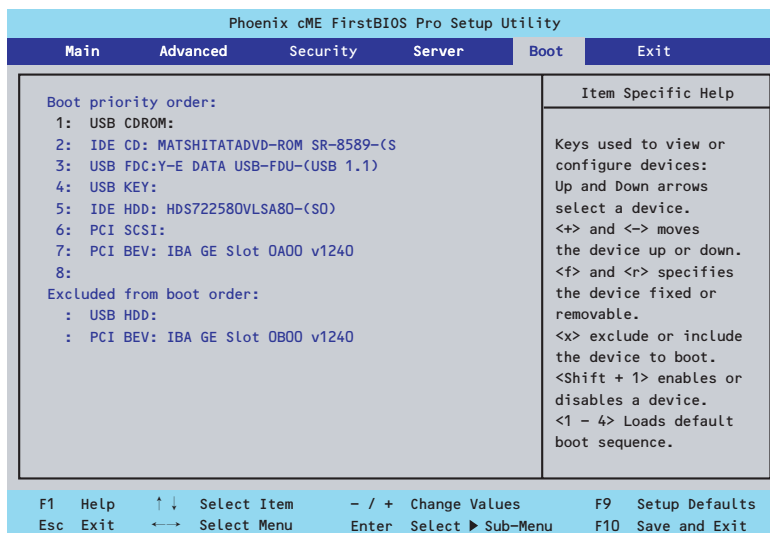 Phoenix cME FirstBIOS Pro Setup Utility
Main Advanced Security Server Boot Exit
Boot priority order:
1: USB CDROM:
2: IDE CD: MATSHITATADVD-ROM SR-8589-(S
3: USB FDC:Y-E DATA USB-FDU-(USB 1.1)
4: USB KEY:
5: IDE HDD: HDS722580VLSA80-(S0)
6: PCI SCSI:
7: PCI BEV: IBA GE Slot 0A00 v1240
8:
Excluded from boot order:
: USB HDD:
: PCI BEV: IBA GE Slot 0B00 v1240
Item Specific Help
Keys used to view or
configure devices:
Up and Down arrows
select a device.
<+> and <-> moves
the device up or down.
<f> and <r> specifies
the device fixed or
removable.
<x> exclude or include
the device to boot.
<Shift + 1> enables or
disables a device.
<1 - 4> Loads default
boot sequence.
F1 Help ↑↓ Select Item - / + Change Values F9 Setup Defaults
Esc Exit ←→ Select Menu Enter Select ▶ Sub-Menu F10 Save and Exit